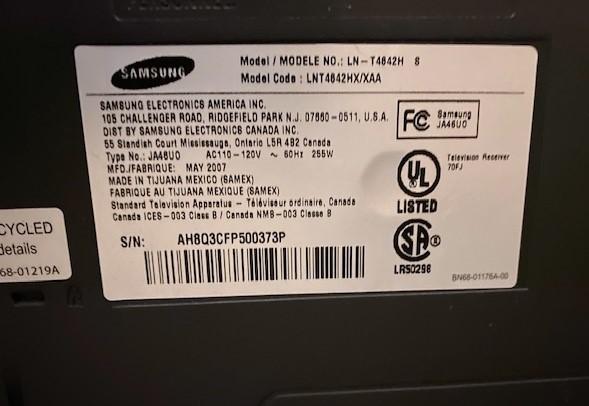 SAMSUNG
Model / MODELE NO.: LN-T4642H S
Model Code : LNT4642HX/XAA
SAMSUNG ELECTRONICS AMERICA INC.
105 CHALLENGER ROAD, RIDGEFIELD PARK N.J. 07660-0511, U.S.A.
DIST BY SAMSUNG ELECTRONICS CANADA INC.
55 Standish Court Mississauga, Ontario L5R 4B2 Canada
Type No.: JA46UO AC110-120V ~ 60Hz 255W
MFD./FABRIQUE: MAY 2007
MADE IN TIJUANA MEXICO (SAMEX)
FABRIQUE AU TIJUANA MEXIQUE (SAMEX)
Standard Television Apparatus - Téléviseur ordinaire, Canada
Canada ICES-003 Class B / Canada NMB-003 Classe B
S/N: AH8Q3CFP500373P
FC Samsung
JA46UO
UL
LISTED
Television Receiver
70FJ
SA
LR50298
BN68-01176A-00
CYCLED
details
68-01219A